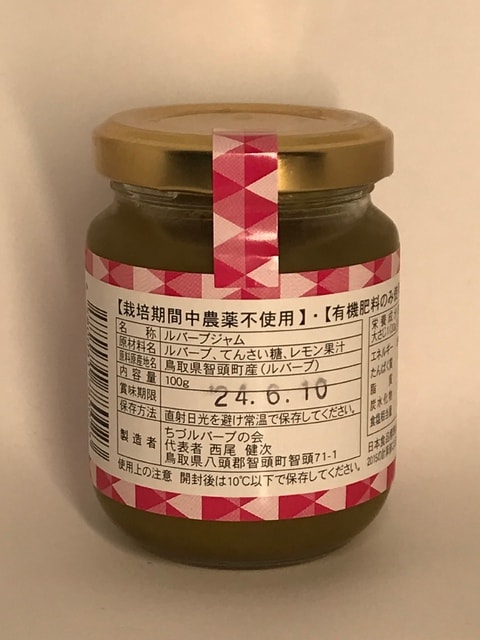 【栽培期間中農薬不使用】・【有機肥料のみ使
名　称 ルバーブジャム
原材料名 ルバーブ、てんさい糖、レモン果汁
原料原産地名 鳥取県智頭町産（ルバーブ）
内容量 100g
賞味期限 '24.6.10
保存方法 直射日光を避け常温で保存してください。
製造者 ちづルバーブの会
代表者 西尾 健次
鳥取県八頭郡智頭町智頭71-1
使用上の注意　開封後は10℃以下で保存してください。
栄養成分
大さじ1
エネルギー
たんぱく質
脂　質
炭水化物
食塩相当量
日本食品